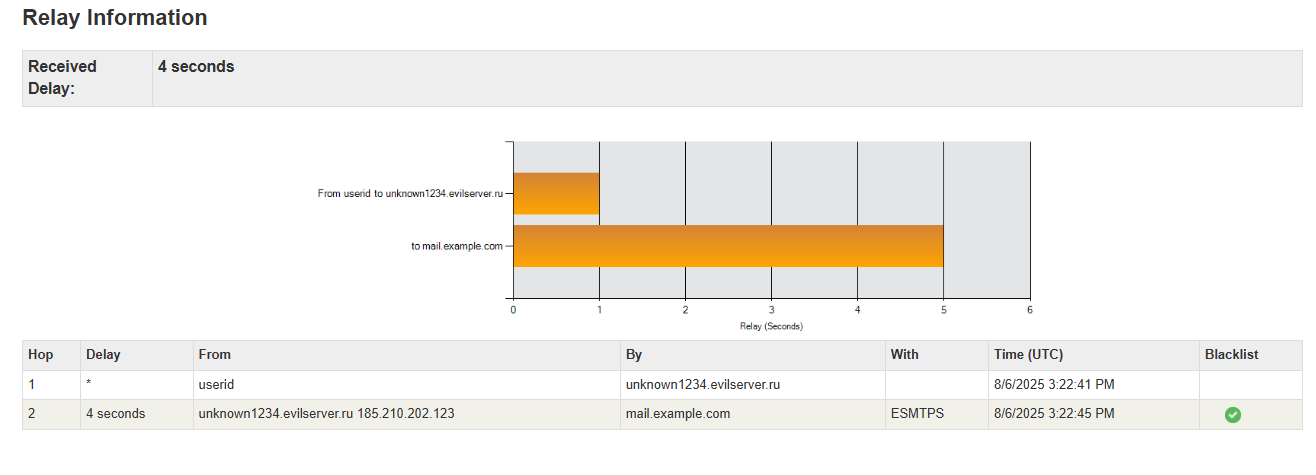 Relay Information
Received Delay: 4 seconds
From userid to unknown1234.evilserver.ru
to mail.example.com
0 1 2 3 4 5 6
Relay (Seconds)
Hop Delay From By With Time (UTC) Blacklist
1 * userid unknown1234.evilserver.ru 8/6/2025 3:22:41 PM
2 4 seconds unknown1234.evilserver.ru 185.210.202.123 mail.example.com ESMTPS 8/6/2025 3:22:45 PM